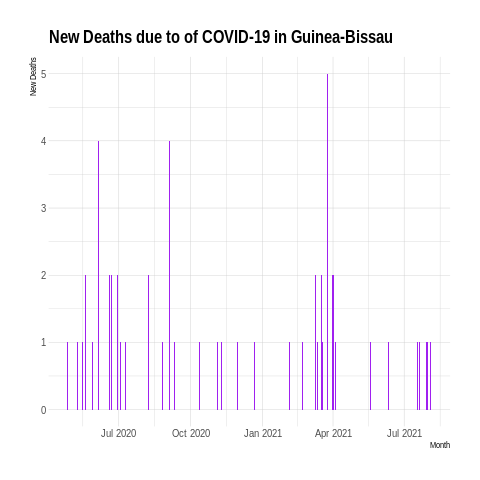 New Deaths due to of COVID-19 in Guinea-Bissau
New Deaths
5
4
3
2
1
0
Jul 2020 Oct 2020 Jan 2021 Apr 2021 Jul 2021
Month